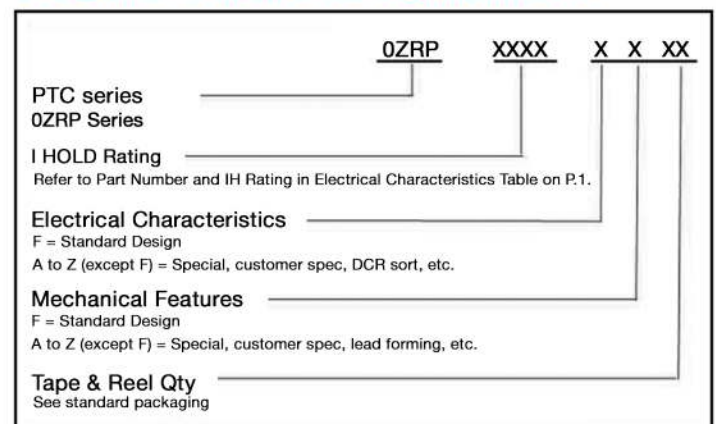 0ZRP XXXX X X XX
PTC series
0ZRP Series
I HOLD Rating
Refer to Part Number and IH Rating in Electrical Characteristics Table on P.1.
Electrical Characteristics
F = Standard Design
A to Z (except F) = Special, customer spec, DCR sort, etc.
Mechanical Features
F = Standard Design
A to Z (except F) = Special, customer spec, lead forming, etc.
Tape & Reel Qty
See standard packaging